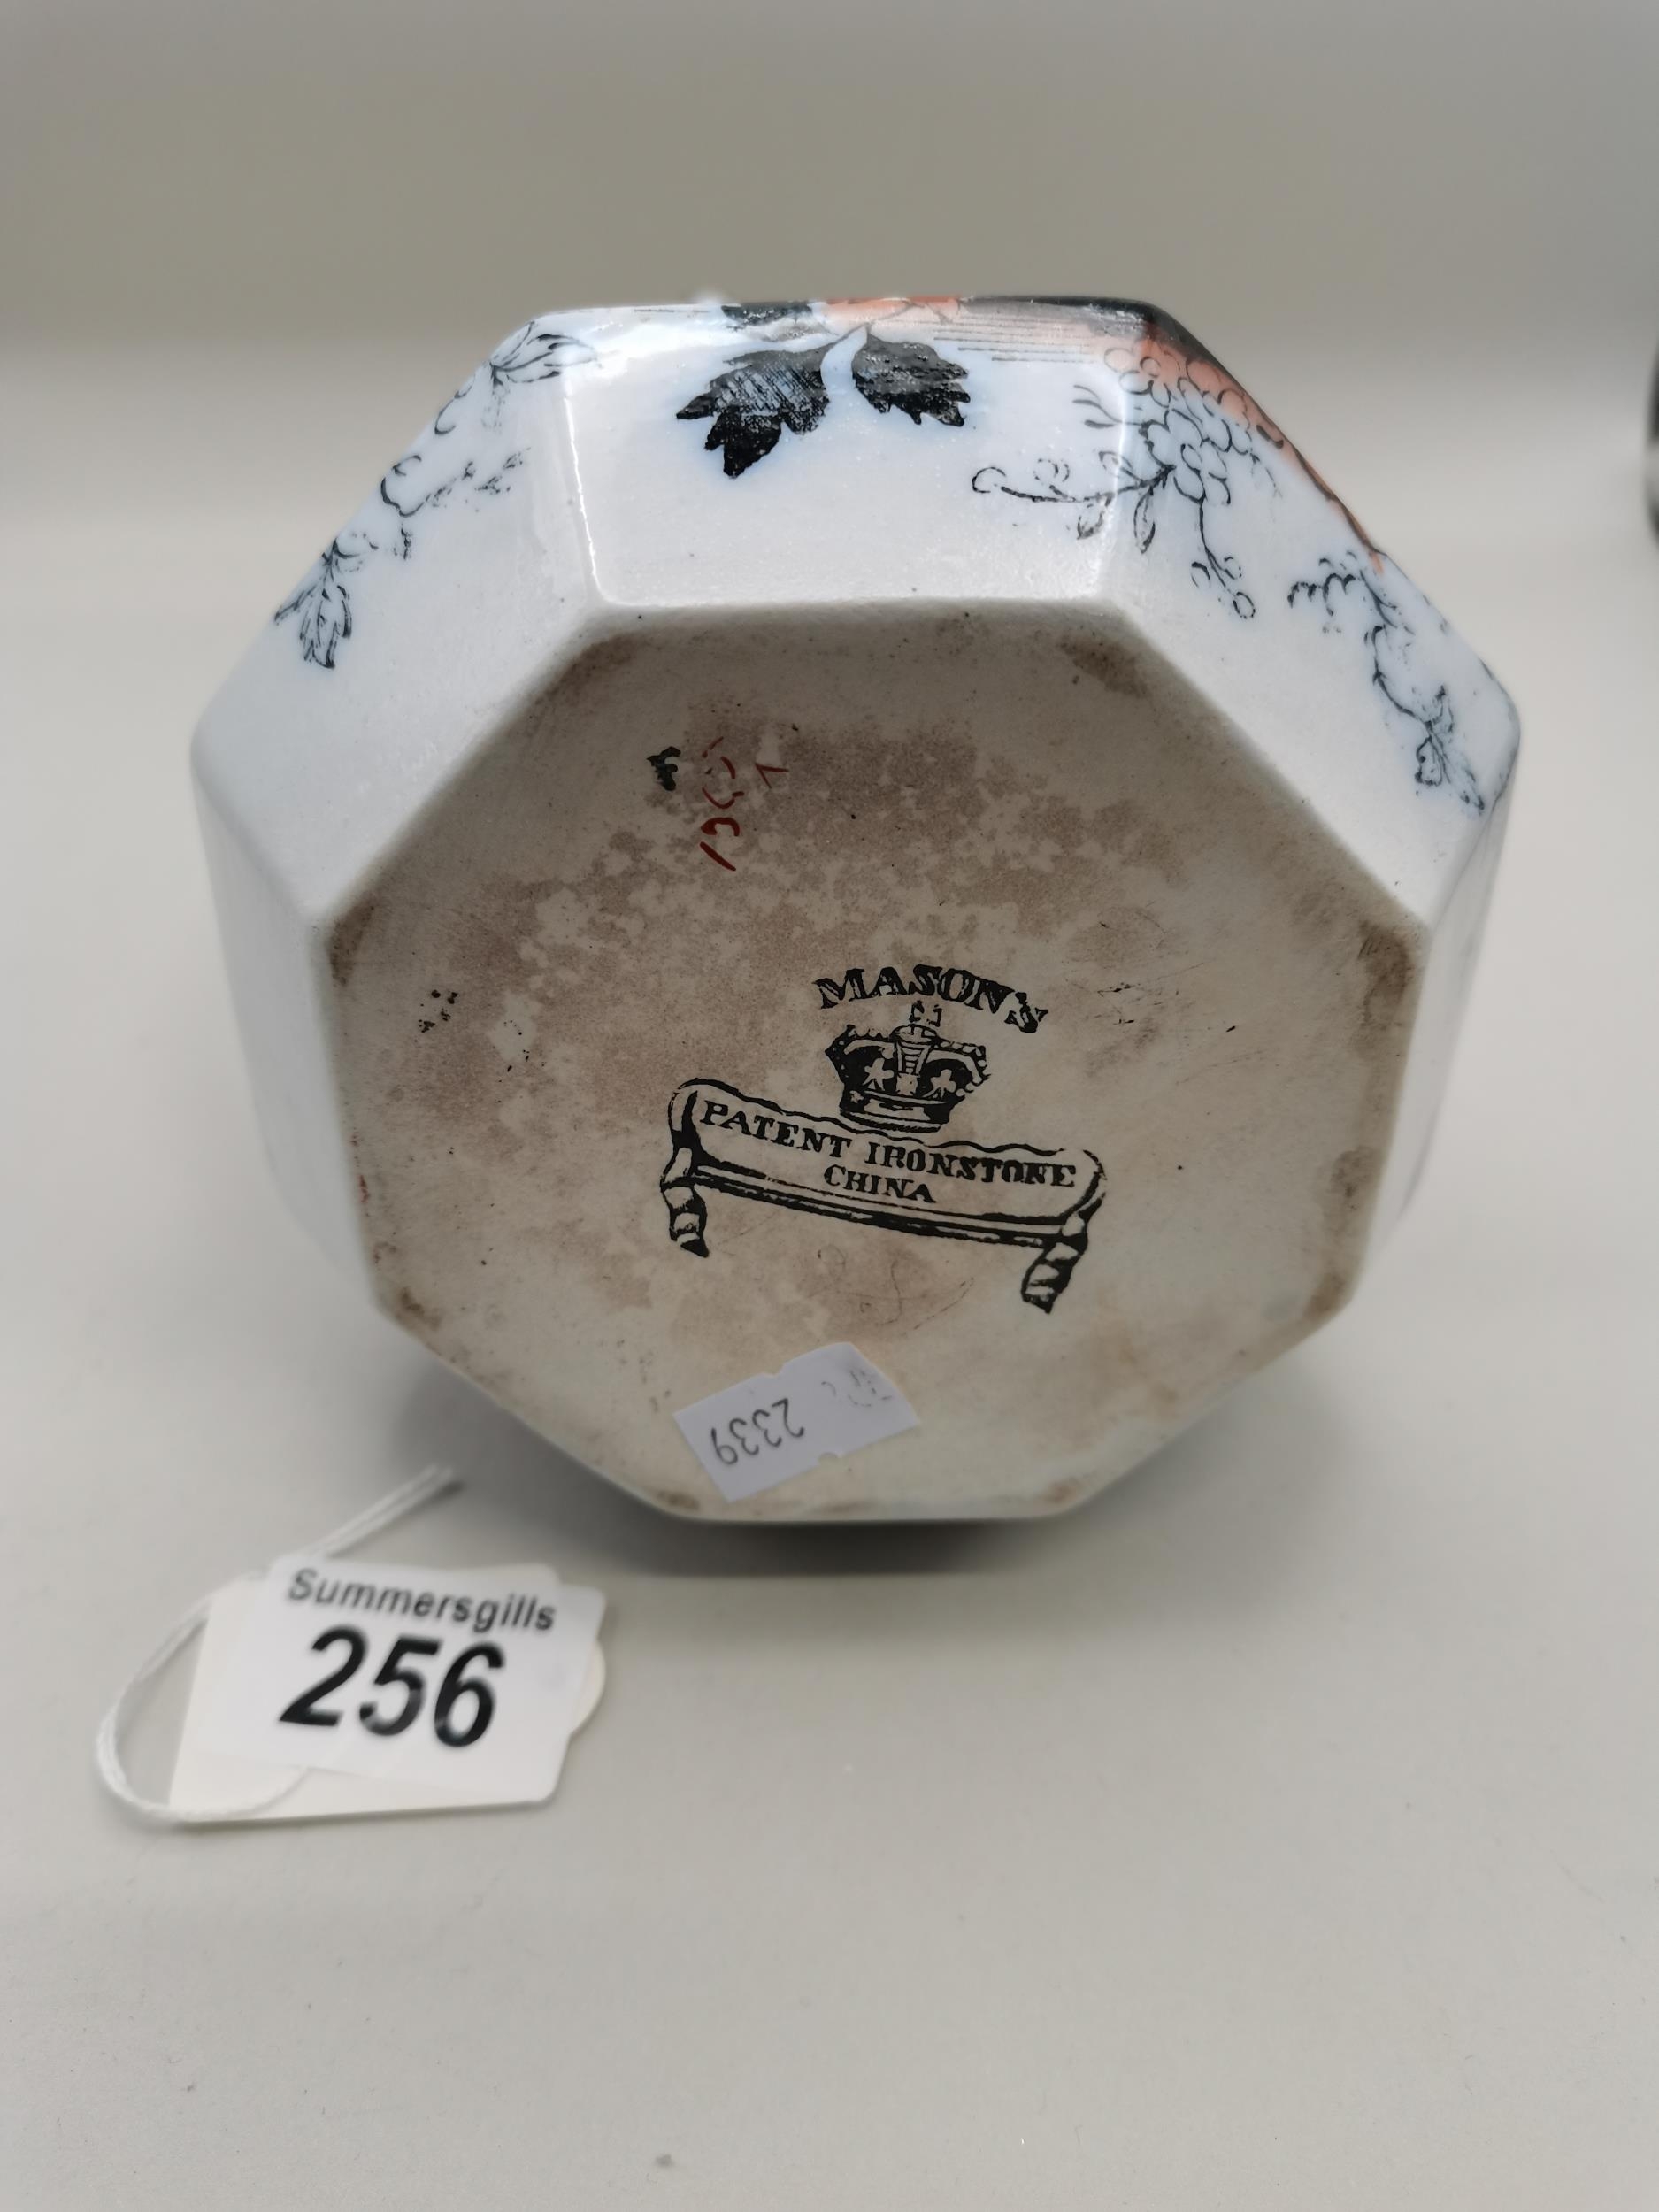 MASON'S
PATENT IRONSTONE
CHINA
2339
Summersgills
256